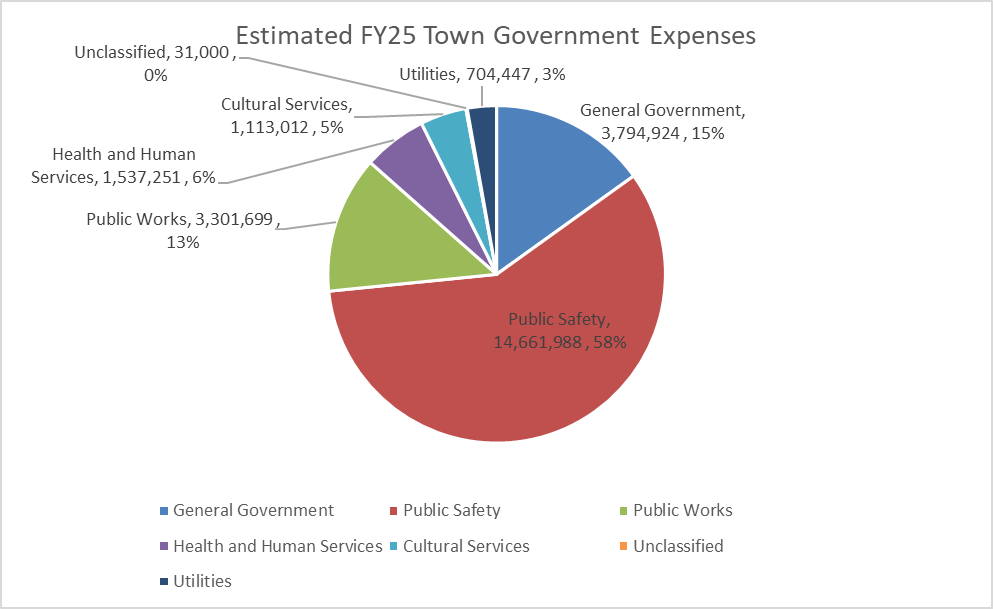 Estimated FY25 Town Government Expenses
Unclassified, 31,000 ,
0%
Utilities, 704,447 , 3%
Cultural Services,
1,113,012 , 5%
General Government,
3,794,924 , 15%
Health and Human
Services, 1,537,251 , 6%
Public Works, 3,301,699 ,
13%
Public Safety,
14,661,988 , 58%
General Government
Public Safety
Public Works
Health and Human Services
Cultural Services
Unclassified
Utilities